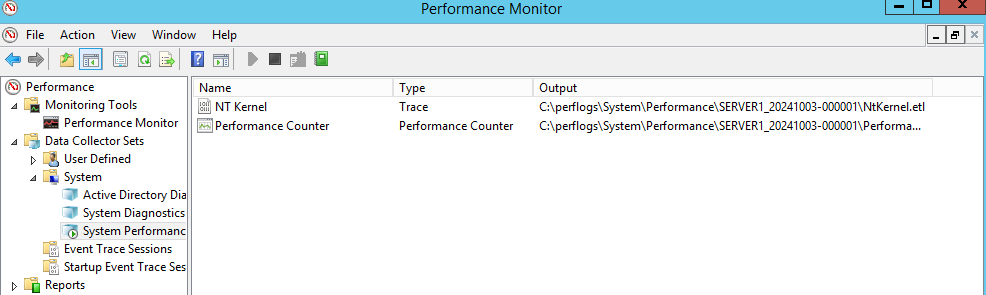 Performance Monitor
File Action View Window Help
Performance
Monitoring Tools
Performance Monitor
Data Collector Sets
User Defined
System
Active Directory Dia
System Diagnostics
System Performanc
Event Trace Sessions
Startup Event Trace Ses
Reports
Name Type Output
NT Kernel Trace C:\perflogs\System\Performance\SERVER1_20241003-000001\NtKernel.etl
Performance Counter Performance Counter C:\perflogs\System\Performance\SERVER1_20241003-000001\Performa...